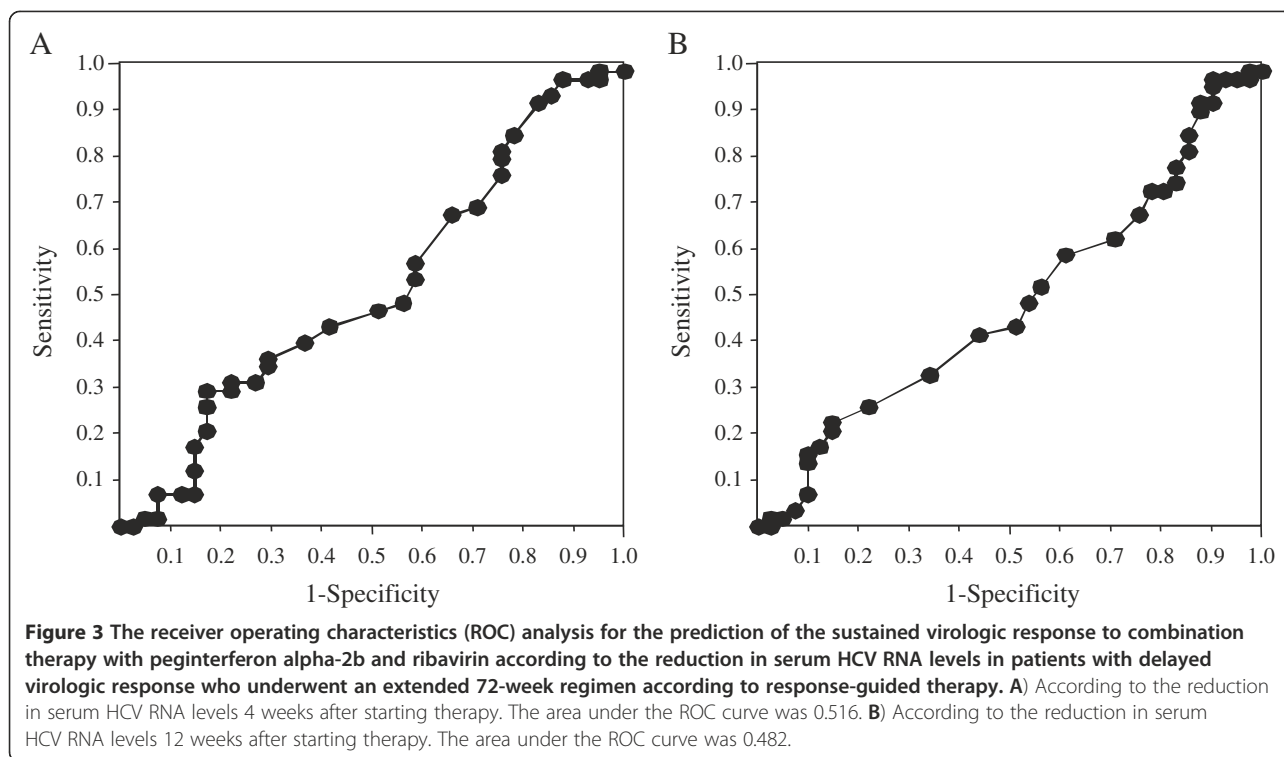 A
1.0
0.9
0.8
0.7
0.6
0.5
0.4
0.3
0.2
0.1
Sensitivity
0.1 0.2 0.3 0.4 0.5 0.6 0.7 0.8 0.9 1.0
1-Specificity
B
1.0
0.9
0.8
0.7
0.6
0.5
0.4
0.3
0.2
0.1
Sensitivity
0.1 0.2 0.3 0.4 0.5 0.6 0.7 0.8 0.9 1.0
1-Specificity
Figure 3 The receiver operating characteristics (ROC) analysis for the prediction of the sustained virologic response to combination
therapy with peginterferon alpha-2b and ribavirin according to the reduction in serum HCV RNA levels in patients with delayed
virologic response who underwent an extended 72-week regimen according to response-guided therapy. A) According to the reduction
in serum HCV RNA levels 4 weeks after starting therapy. The area under the ROC curve was 0.516. B) According to the reduction in serum
HCV RNA levels 12 weeks after starting therapy. The area under the ROC curve was 0.482.